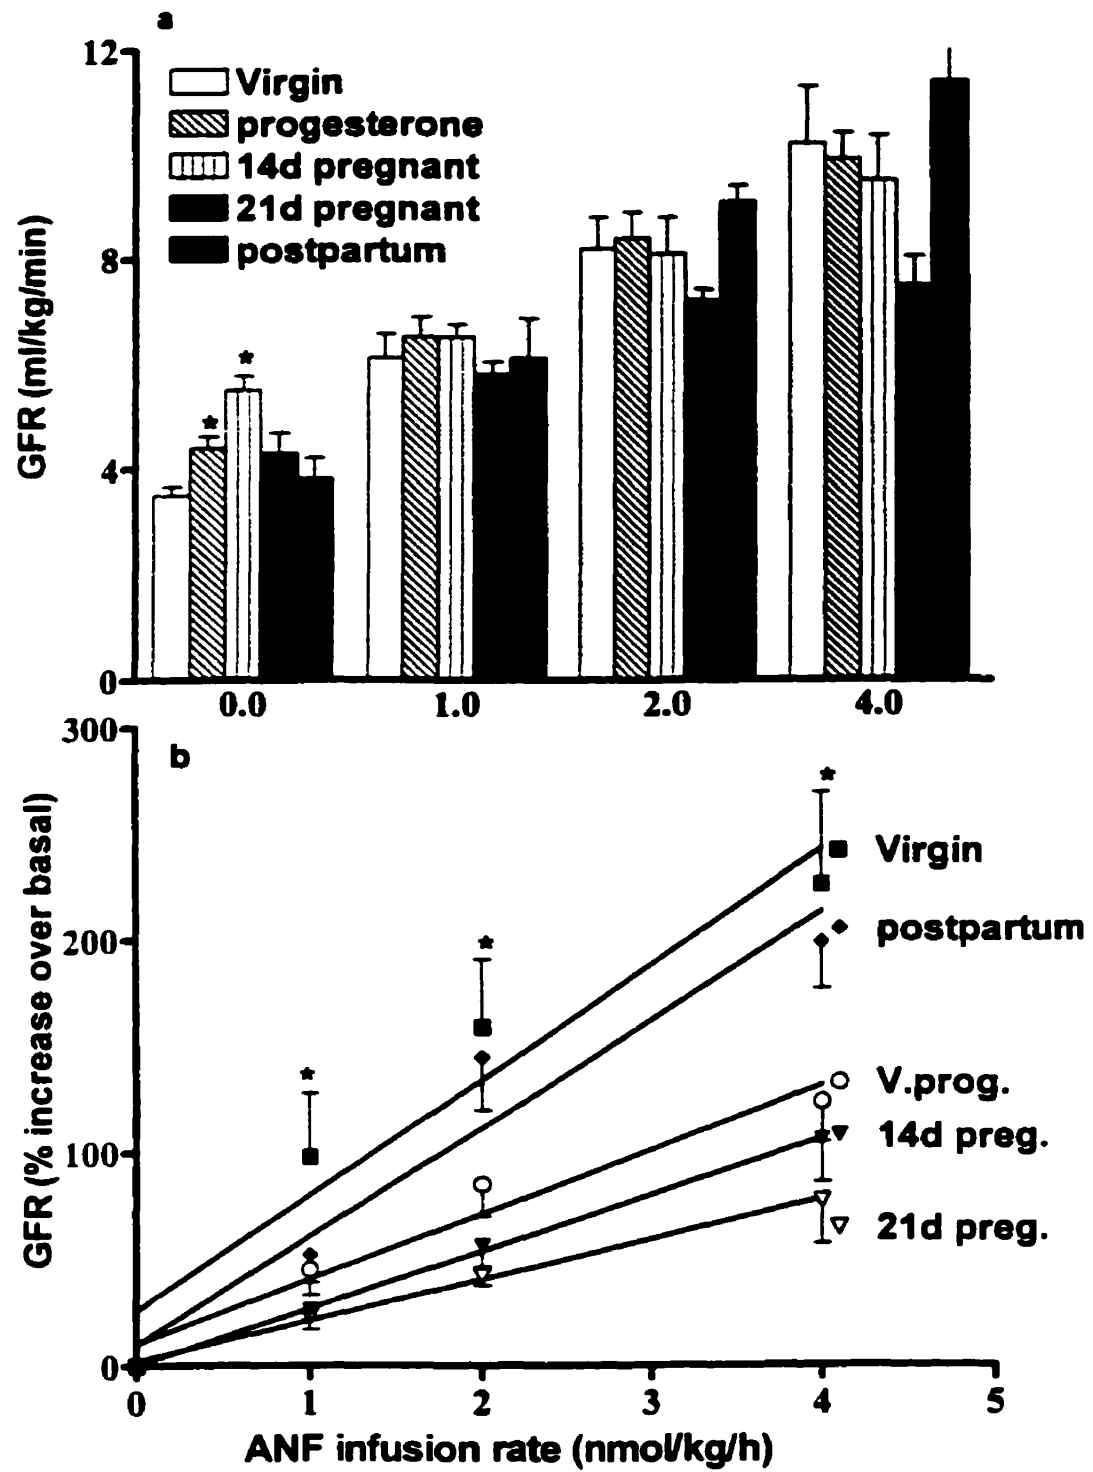 a
12
Virgin
progesterone
14d pregnant
21d pregnant
postpartum
8
4
0
GFR (ml/kg/min)
*
*
0.0 1.0 2.0 4.0
300
b
200
100
0
GFR (% increase over basal)
*
*
*
Virgin
postpartum
V.prog.
14d preg.
21d preg.
0 1 2 3 4 5
ANF infusion rate (nmol/kg/h)